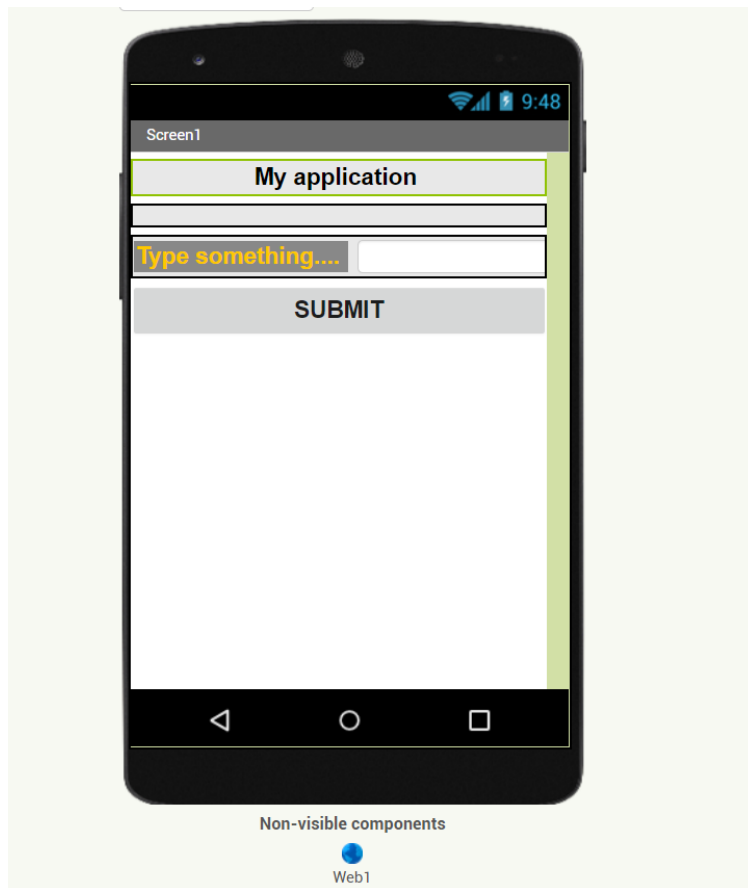 9:48
Screen1
My application
Type something....
SUBMIT
Non-visible components
Web1